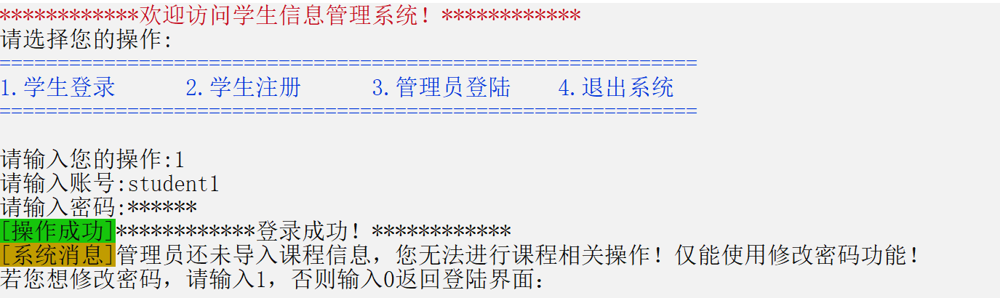 ************欢迎访问学生信息管理系统！************
请选择您的操作:
============================================================
1.学生登录      2.学生注册      3.管理员登陆    4.退出系统
============================================================
请输入您的操作:1
请输入账号:student1
请输入密码:******
[操作成功]************登录成功！************
[系统消息]管理员还未导入课程信息，您无法进行课程相关操作！仅能使用修改密码功能！
若您想修改密码，请输入1，否则输入0返回登陆界面：